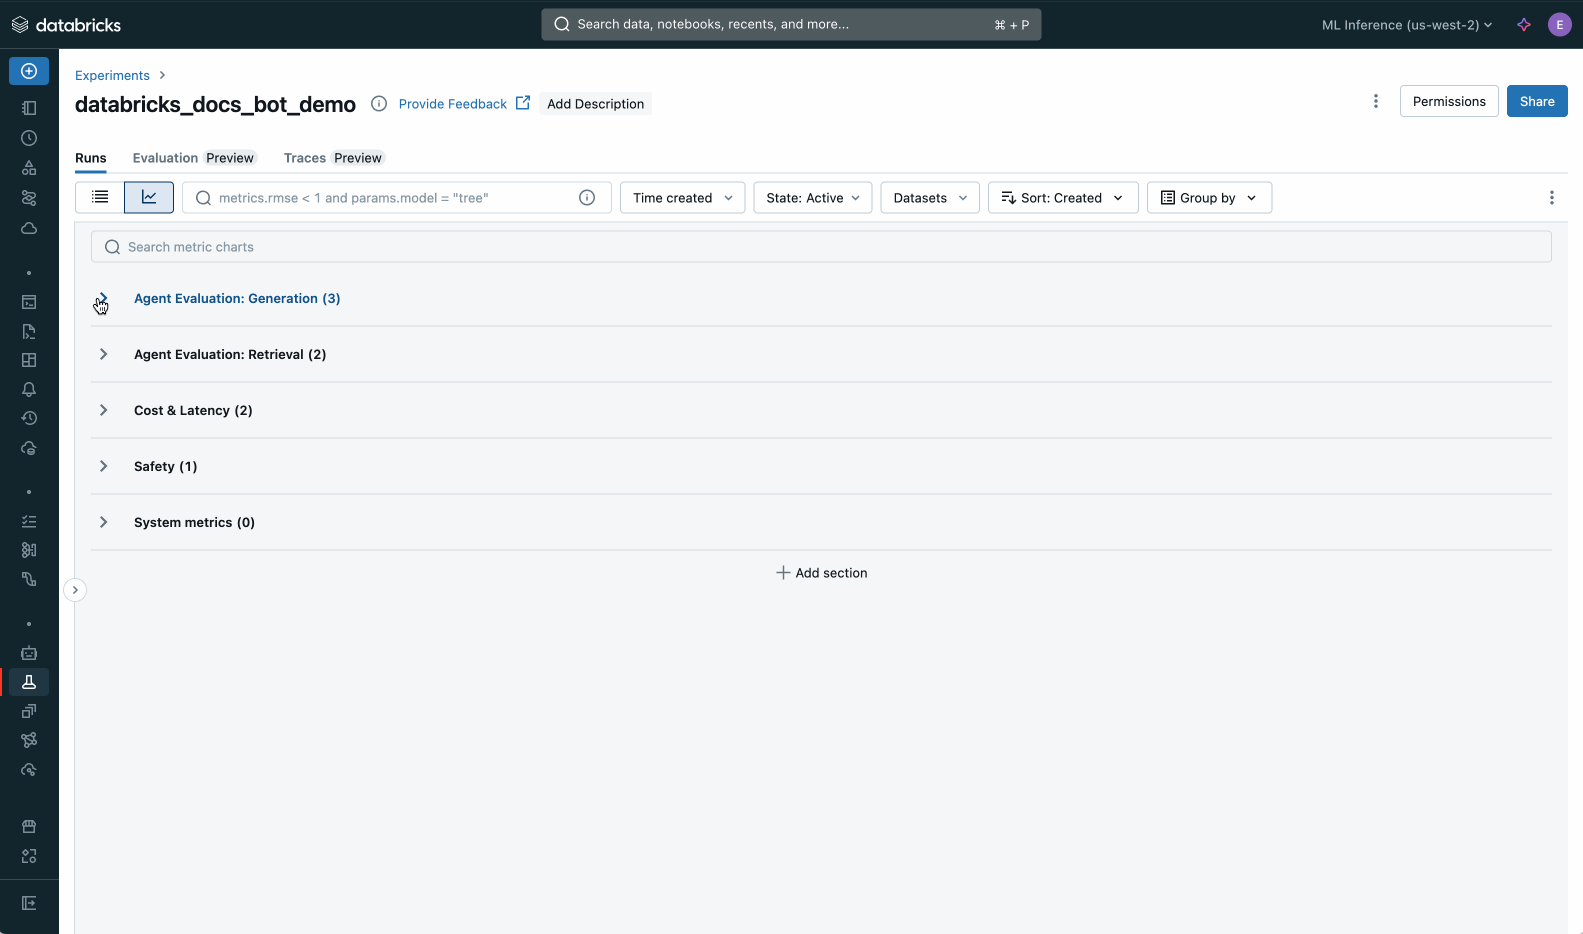 databricks
Search data, notebooks, recents, and more...
⌘ + P
ML Inference (us-west-2)
E
Experiments
databricks_docs_bot_demo
Provide Feedback
Add Description
Permissions
Share
Runs
Evaluation Preview
Traces Preview
metrics.rmse < 1 and params.model = "tree"
Time created
State: Active
Datasets
Sort: Created
Group by
Search metric charts
Agent Evaluation: Generation (3)
Agent Evaluation: Retrieval (2)
Cost & Latency (2)
Safety (1)
System metrics (0)
Add section